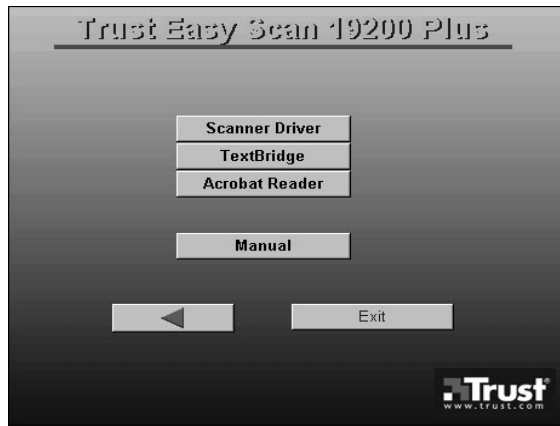 Trust Easy Scan 19200 Plus
Scanner Driver
TextBridge
Acrobat Reader
Manual
Exit
Trust
www.trust.com